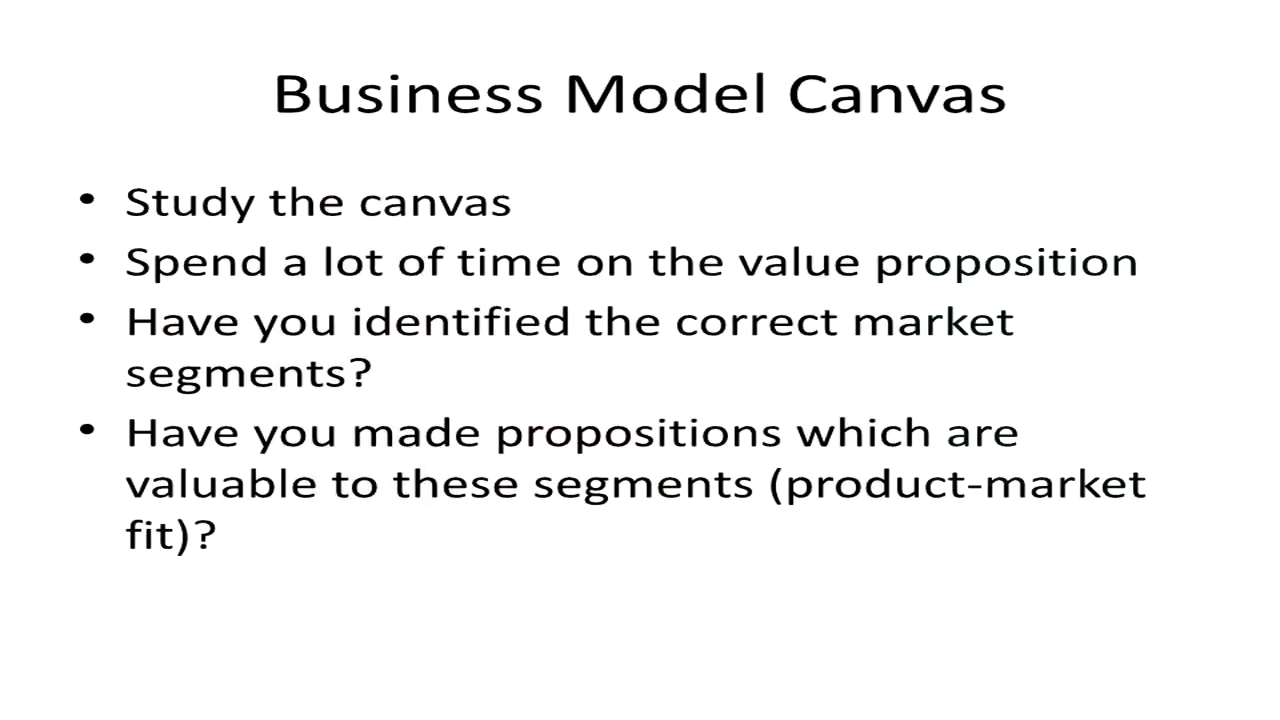 Business Model Canvas
• Study the canvas
• Spend a lot of time on the value proposition
• Have you identified the correct market
segments?
• Have you made propositions which are
valuable to these segments (product-market
fit)?